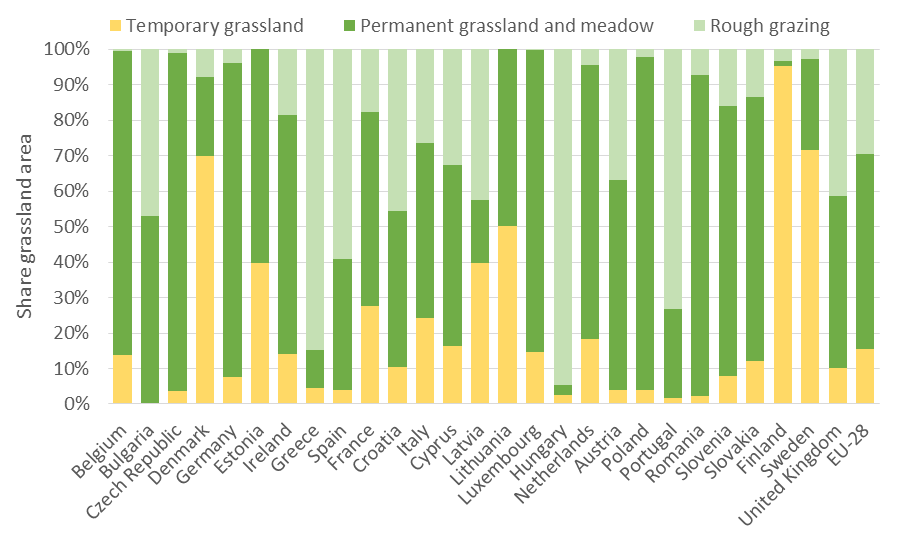 Temporary grassland Permanent grassland and meadow Rough grazing
Share grassland area
100%
90%
80%
70%
60%
50%
40%
30%
20%
10%
0%
Belgium
Bulgaria
Czech Republic
Denmark
Germany
Estonia
Ireland
Greece
Spain
France
Croatia
Italy
Cyprus
Latvia
Lithuania
Luxembourg
Hungary
Netherlands
Austria
Poland
Portugal
Romania
Slovenia
Slovakia
Finland
Sweden
United Kingdom
EU-28